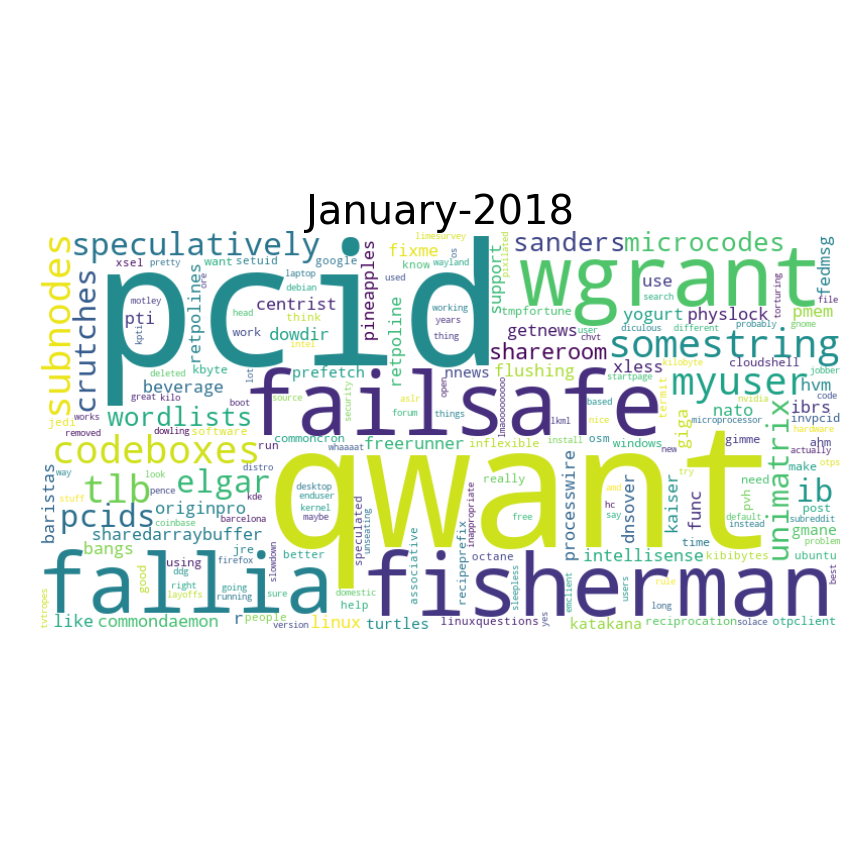 January-2018
limesurvey
speculatively
sanders
microcodes
subnodes
pcid
wgrant
fedmsg
xsel
pretty
want
setuid
google
fixme
know
wayland
os
pixilated
support
pineapples
ore
laptop
debian
used
use
search
torturing
file
crutches
motley
pti
kpti
retpolines
head
centrist
think
work
dowdir
intel
retpoline
working
years
thing
tmpfortune
getnews
user
chvt
yogurt
physlock
pmem
diculous
different
probably
gnome
somestring
shareroom
deleted
kbyte
lot
prefetch
nnews
open
flushing
xless
startpage
kilobyte
cloudshell
jobber
beverage
great
kilo
boot
source
security
aslr
forum
things
lmaooooooooo
failsafe
based
termit
myuser
nvidia
hvm
code
jedi
works
wordlists
removed
dowling
software
commoncron
run
whaaaat
freerunner
inflexible
lkml
nice
install
osm
windows
new
giga
nato
microprocessor
ibrs
invpcid
hardware
gimme
ahm
actually
codeboxes
look
distro
qwant
really
try
need
make
otps
way
tlb
elgar
kde
stuff
pence
desktop
enduser
kernel
maybe
baristas
pcids
originpro
coinbase
barcelona
speculated
unseating
inappropriate
free
processwire
and
hc
say
dnsover
kaiser
func
pvh
default
instead
unimatrix
ib
post
subreddit
gmane
problem
sharedarraybuffer
bangs
using
jre
firefox
slowdown
better
associative
recipeprefix
octane
time
intellisense
kibibytes
ubuntu
good
ddg
right
layoffs
going
running
sure
domestic
help
fallia
fisherman
sleepless
emclient
users
rule
long
best
tvtropes
like
commondaemon
r
people
version
linux
turtles
linuxquestions
yes
katakana
reciprocation
solace
otpclient